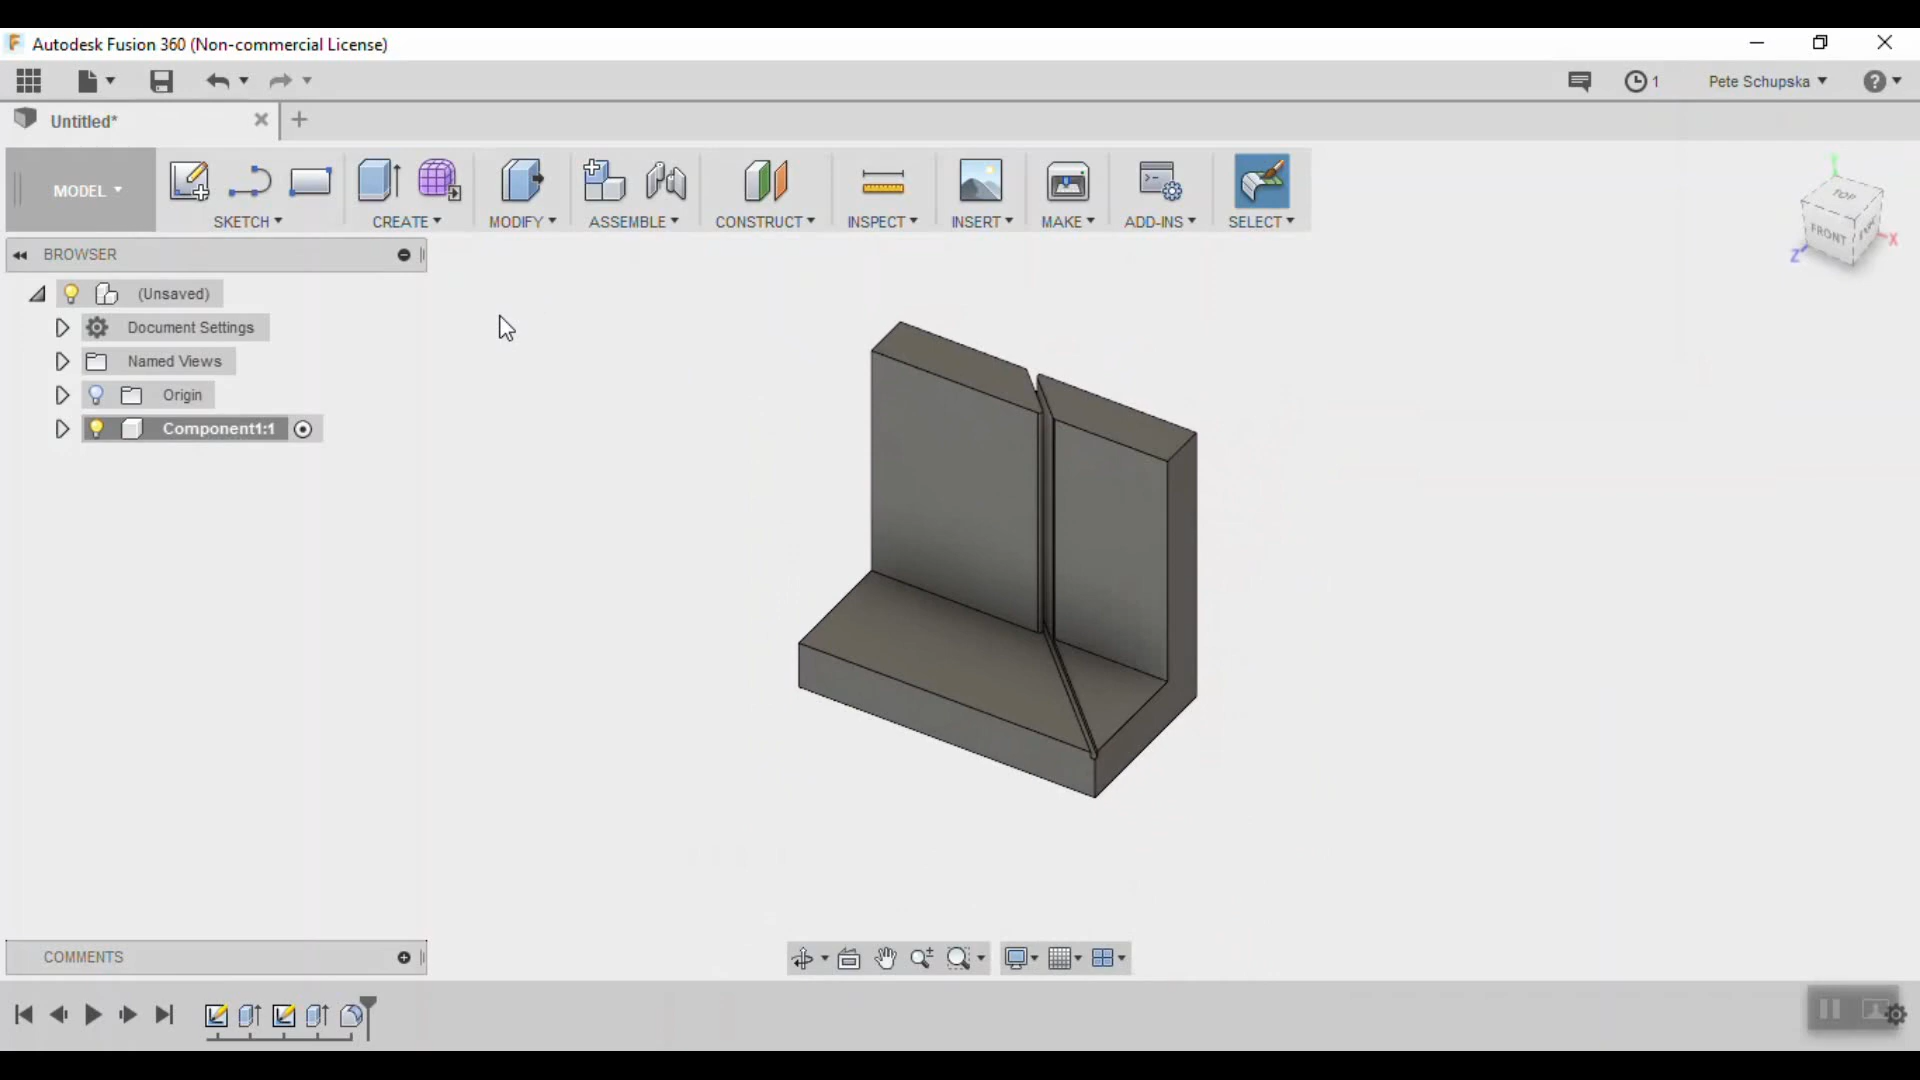 Autodesk Fusion 360 (Non-commercial License)
1
Pete Schupska
?
Untitled*
MODEL
SKETCH
CREATE
MODIFY
ASSEMBLE
CONSTRUCT
INSPECT
INSERT
MAKE
ADD-INS
SELECT
TOP
FRONT
X
Z
BROWSER
(Unsaved)
Document Settings
Named Views
Origin
Component1:1
COMMENTS